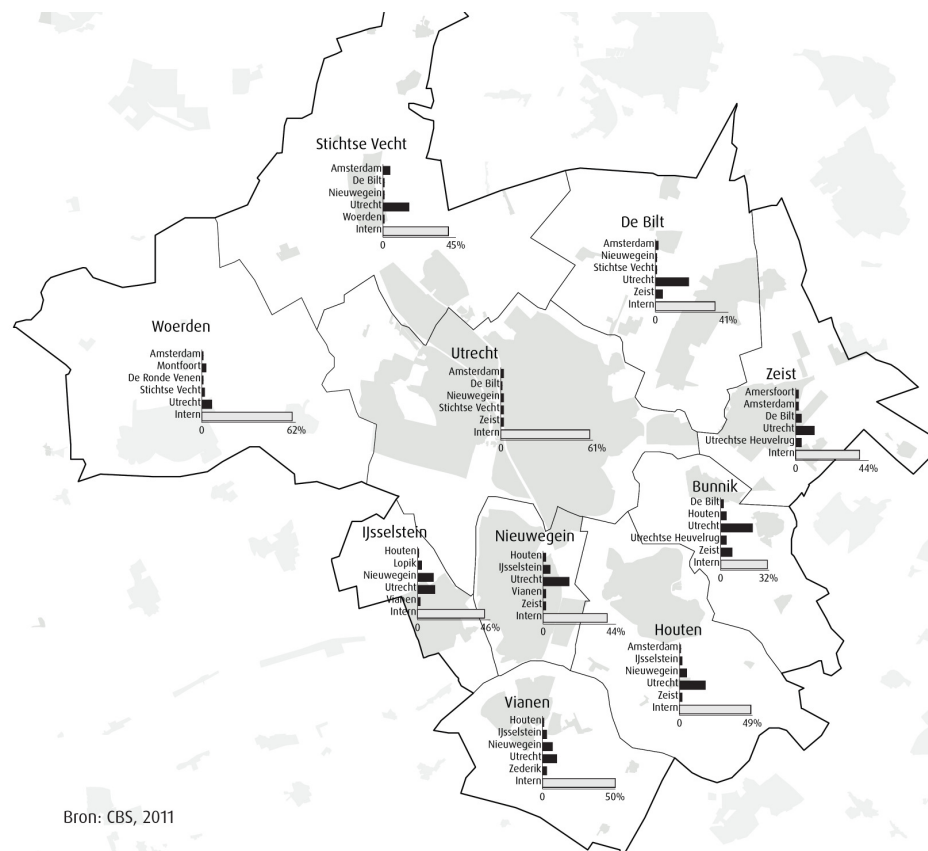 Stichtse Vecht
Amsterdam
De Bilt
Nieuwegein
Utrecht
Woerden
Intern
0 45%
De Bilt
Amsterdam
Nieuwegein
Stichtse Vecht
Utrecht
Zeist
Intern
0 41%
Woerden
Amsterdam
Montfoort
De Ronde Venen
Stichtse Vecht
Utrecht
Intern
0 62%
Utrecht
Amsterdam
De Bilt
Nieuwegein
Stichtse Vecht
Zeist
Intern
0 61%
Zeist
Amersfoort
Amsterdam
De Bilt
Utrecht
Utrechtse Heuvelrug
Intern
0 44%
Bunnik
De Bilt
Houten
Utrecht
Utrechtse Heuvelrug
Zeist
Intern
0 32%
IJsselstein
Houten
Lopik
Nieuwegein
Utrecht
Vianen
Intern
0 46%
Nieuwegein
Houten
IJsselstein
Utrecht
Vianen
Zeist
Intern
0 44%
Houten
Amsterdam
IJsselstein
Nieuwegein
Utrecht
Zeist
Intern
0 49%
Vianen
Houten
IJsselstein
Nieuwegein
Utrecht
Zederik
Intern
0 50%
Bron: CBS, 2011